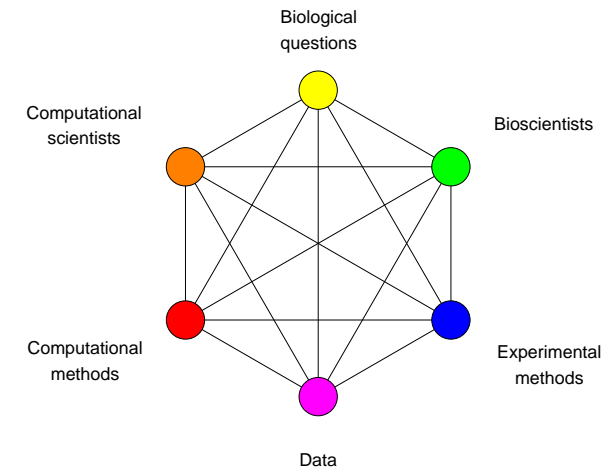 Biological
questions
Computational
scientists
Bioscientists
Computational
methods
Experimental
methods
Data